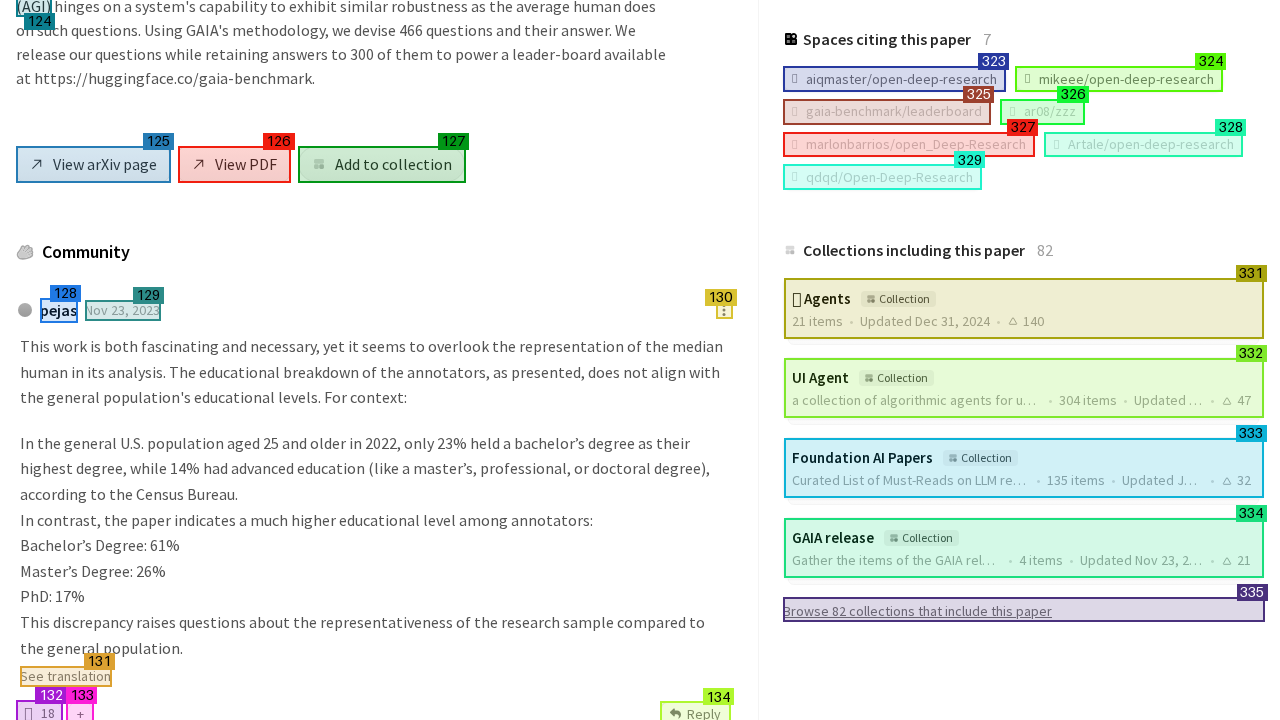 (AGI) hinges on a system's capability to exhibit similar robustness as the average human does
124
on such questions. Using GAIA's methodology, we devise 466 questions and their answer. We
release our questions while retaining answers to 300 of them to power a leader-board available
at https://huggingface.co/gaia-benchmark.
125
View arXiv page
126
View PDF
127
Add to collection
Community
128
pejas
129
Nov 23, 2023
130
This work is both fascinating and necessary, yet it seems to overlook the representation of the median
human in its analysis. The educational breakdown of the annotators, as presented, does not align with
the general population's educational levels. For context:
In the general U.S. population aged 25 and older in 2022, only 23% held a bachelor’s degree as their
highest degree, while 14% had advanced education (like a master’s, professional, or doctoral degree),
according to the Census Bureau.
In contrast, the paper indicates a much higher educational level among annotators:
Bachelor’s Degree: 61%
Master’s Degree: 26%
PhD: 17%
This discrepancy raises questions about the representativeness of the research sample compared to
the general population.
131
See translation
132
18
133
+
134
Reply
Spaces citing this paper 7
323
aiqmaster/open-deep-research
324
mikeee/open-deep-research
325
gaia-benchmark/leaderboard
326
ar08/zzz
327
marlonbarrios/open_Deep-Research
328
Artale/open-deep-research
329
qdqd/Open-Deep-Research
Collections including this paper 82
331
Agents Collection
21 items • Updated Dec 31, 2024 • 140
332
UI Agent Collection
a collection of algorithmic agents for u… • 304 items • Updated … • 47
333
Foundation AI Papers Collection
Curated List of Must-Reads on LLM re… • 135 items • Updated J… • 32
334
GAIA release Collection
Gather the items of the GAIA rel… • 4 items • Updated Nov 23, 2… • 21
335
Browse 82 collections that include this paper